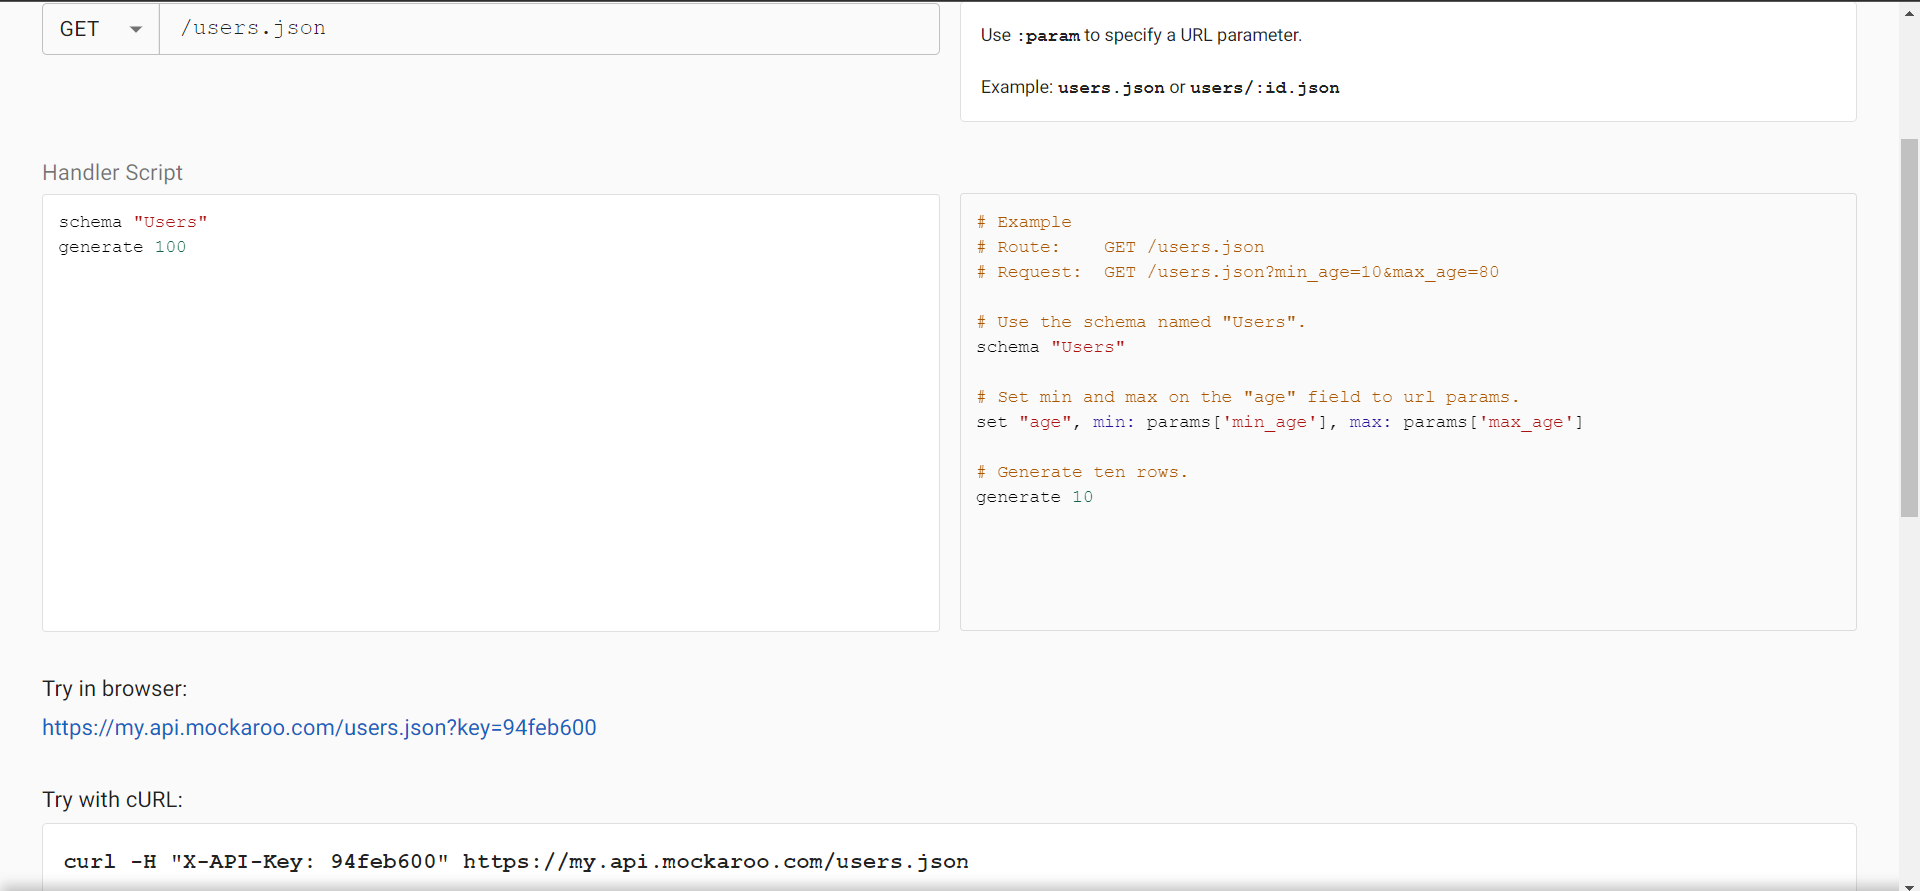 GET
/users.json
Use :param to specify a URL parameter.
Example: users.json or users/:id.json
Handler Script
schema "Users"
generate 100
# Example
# Route:    GET /users.json
# Request:  GET /users.json?min_age=10&max_age=80
# Use the schema named "Users".
schema "Users"
# Set min and max on the "age" field to url params.
set "age", min: params['min_age'], max: params['max_age']
# Generate ten rows.
generate 10
Try in browser:
https://my.api.mockaroo.com/users.json?key=94feb600
Try with cURL:
curl -H "X-API-Key: 94feb600" https://my.api.mockaroo.com/users.json